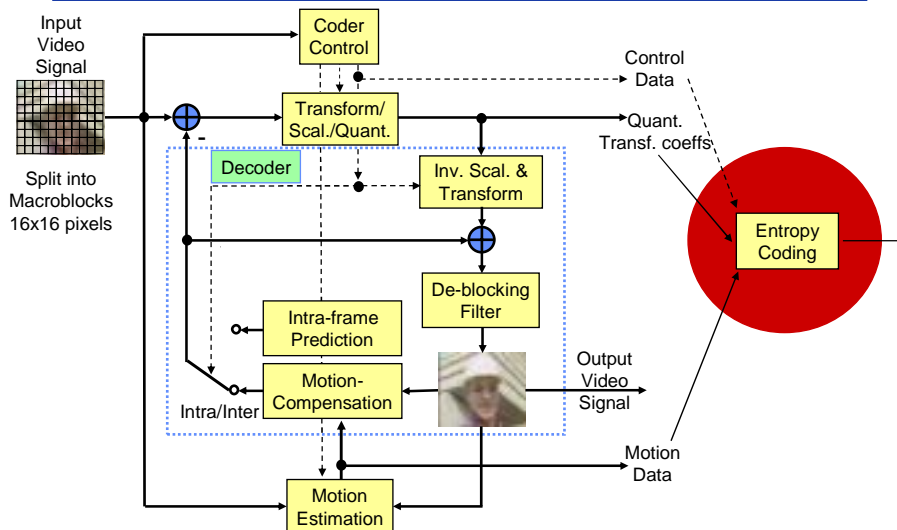 Input
Video
Signal
Coder
Control
Control
Data
Transform/
Scal./Quant.
Quant.
Transf. coeffs
-
Decoder
Split into
Macroblocks
16x16 pixels
Inv. Scal. &
Transform
Entropy
Coding
De-blocking
Filter
Intra-frame
Prediction
Output
Video
Signal
Motion-
Compensation
Intra/Inter
Motion
Data
Motion
Estimation